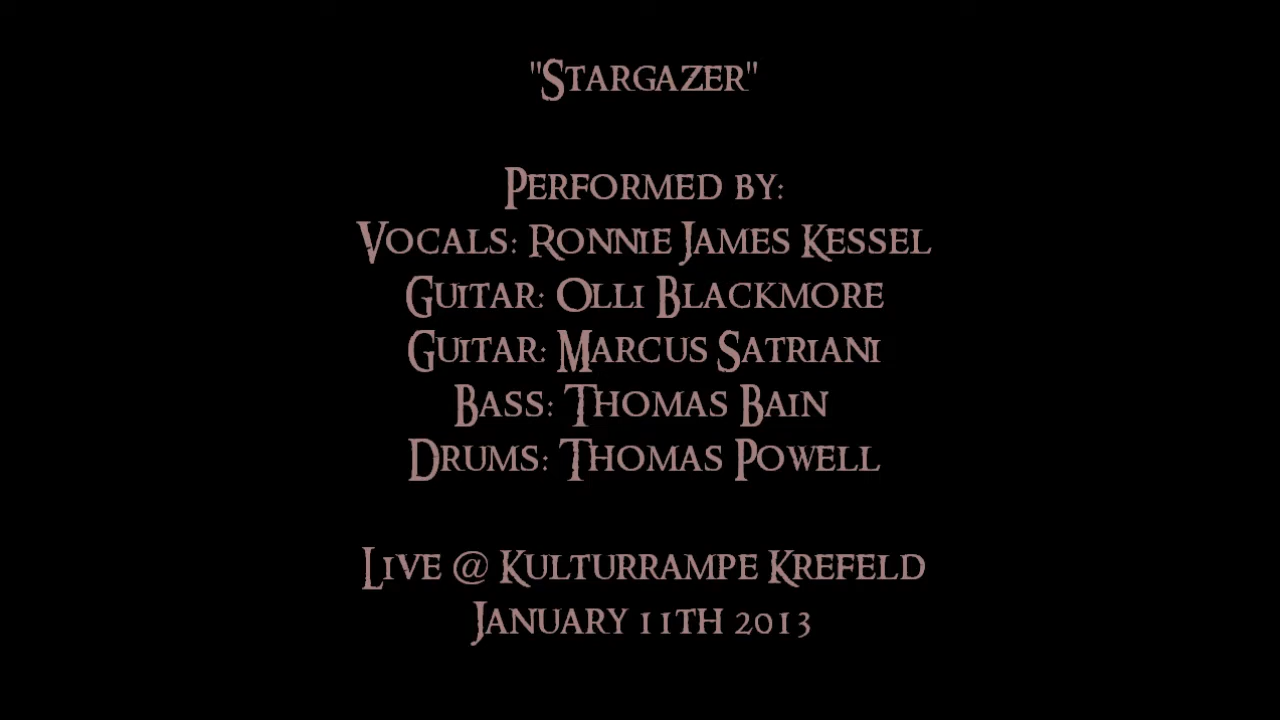 "Stargazer"
Performed by:
Vocals: Ronnie James Kessel
Guitar: Olli Blackmore
Guitar: Marcus Satriani
Bass: Thomas Bain
Drums: Thomas Powell
Live @ Kulturrampe Krefeld
January 11th 2013